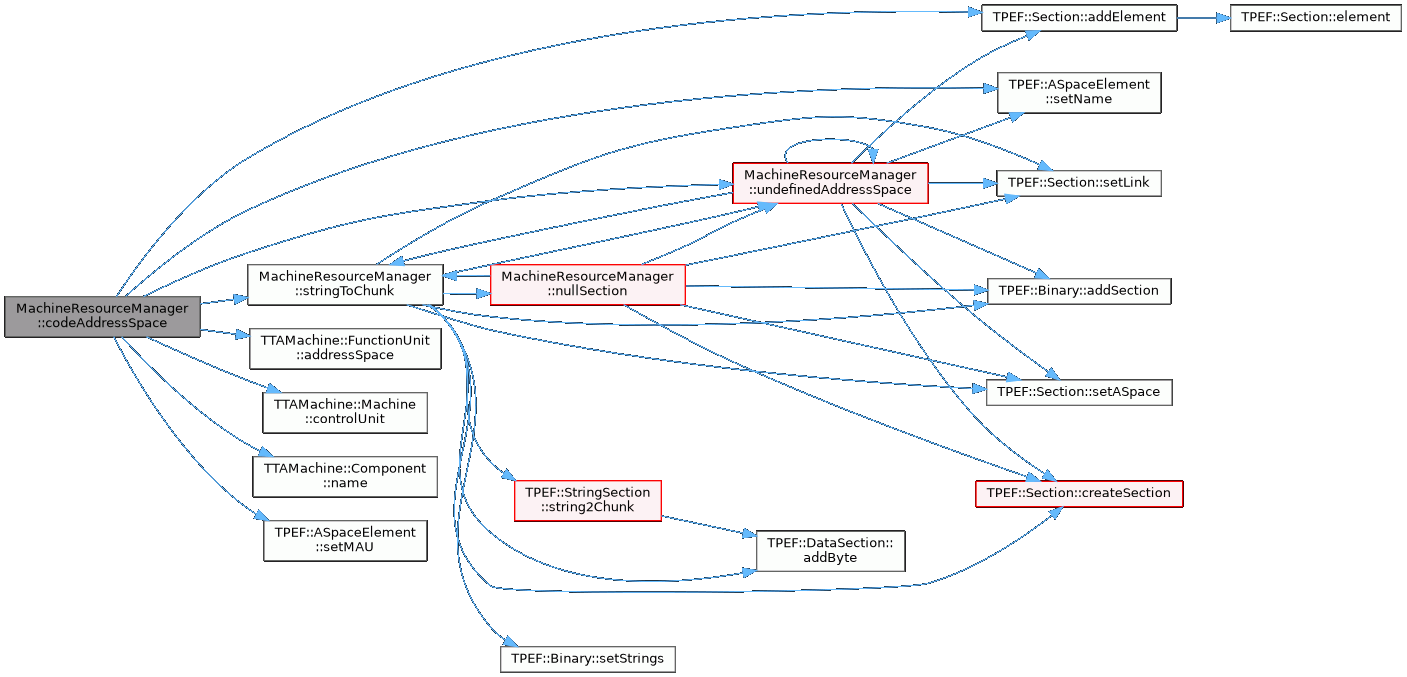 TPEF::Section::addElement
TPEF::Section::element
TPEF::ASpaceElement
::setName
MachineResourceManager
::undefinedAddressSpace
TPEF::Section::setLink
MachineResourceManager
::stringToChunk
MachineResourceManager
::nullSection
TPEF::Binary::addSection
MachineResourceManager
::codeAddressSpace
TTAMachine::FunctionUnit
::addressSpace
TPEF::Section::setASpace
TTAMachine::Machine
::controlUnit
TTAMachine::Component
::name
TPEF::StringSection
::string2Chunk
TPEF::Section::createSection
TPEF::ASpaceElement
::setMAU
TPEF::DataSection::
addByte
TPEF::Binary::setStrings